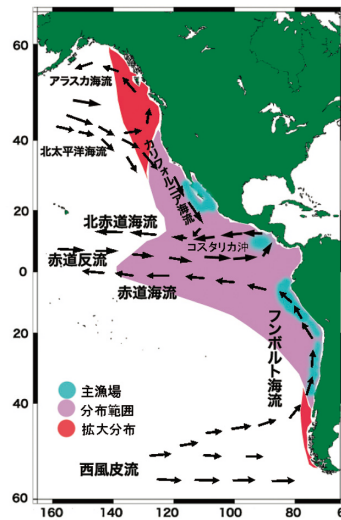 60
アラスカ海流
40
北太平洋海流
カリフォルニア海流
20
北赤道海流
コスタリカ沖
赤道反流
0
赤道海流
フンボルト海流
20
主漁場
分布範囲
40
拡大分布
西風皮流
60
160
140
120
100
80
60